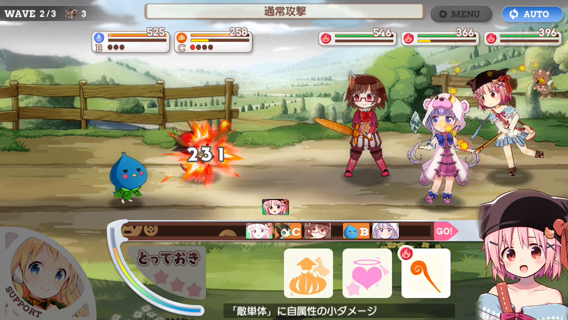 WAVE 2/3 3
通常攻撃
MENU
AUTO
525
B
258
C
546
366
396
231
C
B
GO!
とっておき
SUPPORT
「敵単体」に自属性の小ダメージ